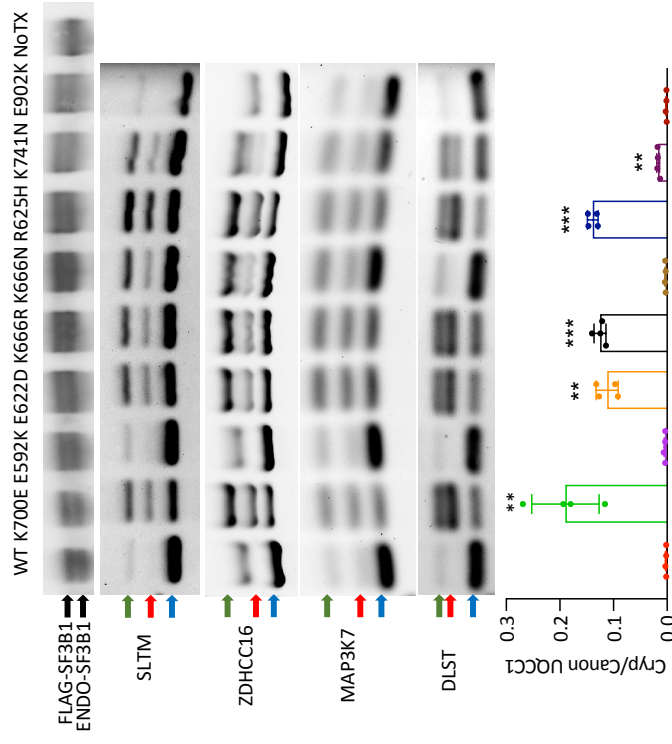 WT K700E E592K E622D K666R K666N R625H K741N E902K NoTX
FLAG-SF3B1
ENDO-SF3B1
SLTM
ZDHCC16
MAP3K7
DLST
Cryp/Canon UQCC1
0.3
0.2
0.1
0.0
**
**
***
***
**